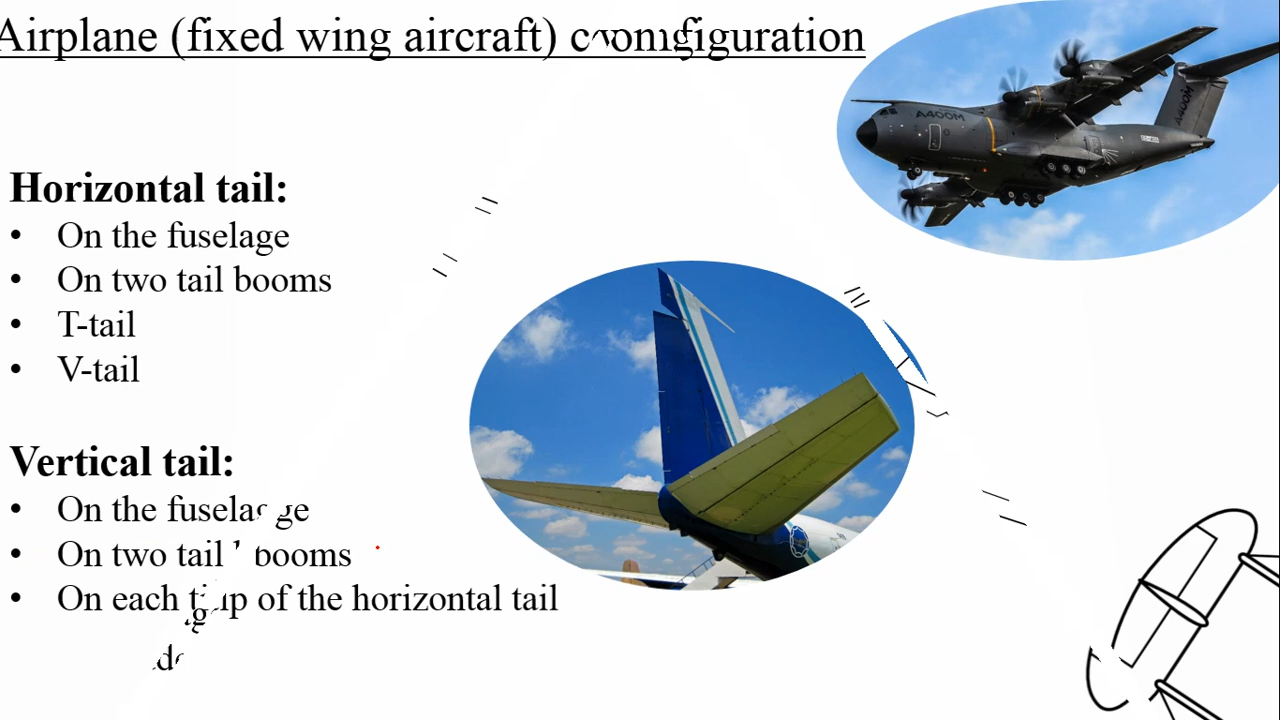 Airplane (fixed wing aircraft) configuration
Horizontal tail:
• On the fuselage
• On two tail booms
• T-tail
• V-tail
Vertical tail:
• On the fuselage
• On two tail booms
• On each tip of the horizontal tail
A400M
A400M